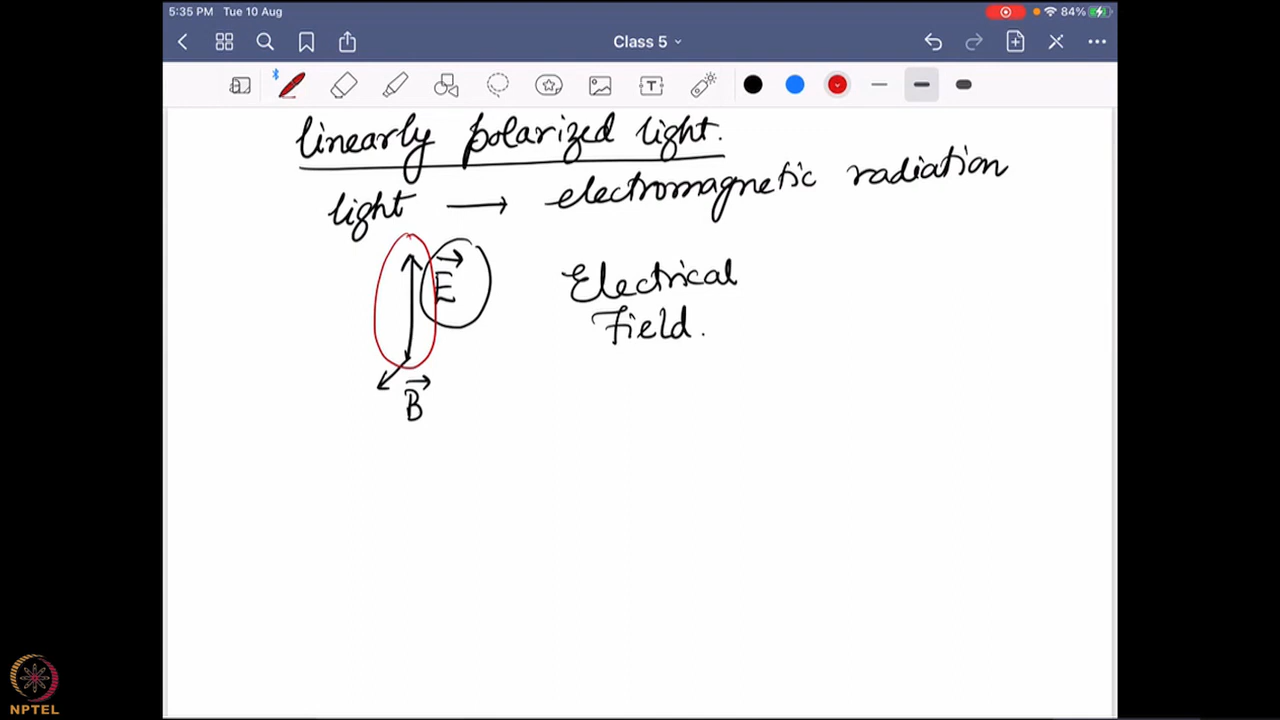 5:35 PM Tue 10 Aug
84%
Class 5
T
linearly polarized light.
light → electromagnetic radiation
E
Electrical
Field.
B
NPTEL